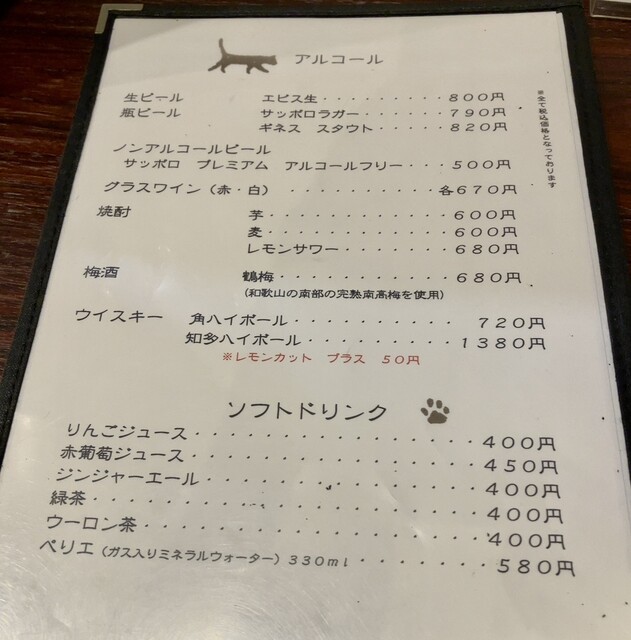 アルコール
生ビール エビス生・・・・・・・・・８００円
瓶ビール サッポロラガー・・・・・・７９０円
ギネス スタウト・・・・・８２０円
ノンアルコールビール
サッポロ プレミアム アルコールフリー・・・５００円
グラスワイン（赤・白） ・・・・・・・・・・・各６７０円
焼酎 芋・・・・・・・・・・・６００円
麦・・・・・・・・・・・６００円
レモンサワー・・・・・・・６８０円
梅酒 鶴梅・・・・・・・・・・・６８０円
（和歌山の南部の完熟南高梅を使用）
ウイスキー 角ハイボール・・・・・・・・・・ ７２０円
知多ハイボール・・・・・・・・・・１３８０円
※レモンカット プラス ５０円
※全て税込価格となっております
ソフトドリンク
りんごジュース・・・・・・・・・・・・・・・・４００円
赤葡萄ジュース・・・・・・・・・・・・・・・・４５０円
ジンジャーエール・・・・・・・・・・・・・・・４００円
緑茶・・・・・・・・・・・・・・・・・・・・・４００円
ウーロン茶・・・・・・・・・・・・・・・・・・４００円
ペリエ（ガス入りミネラルウォーター）３３０ｍｌ・・・・・・・５８０円